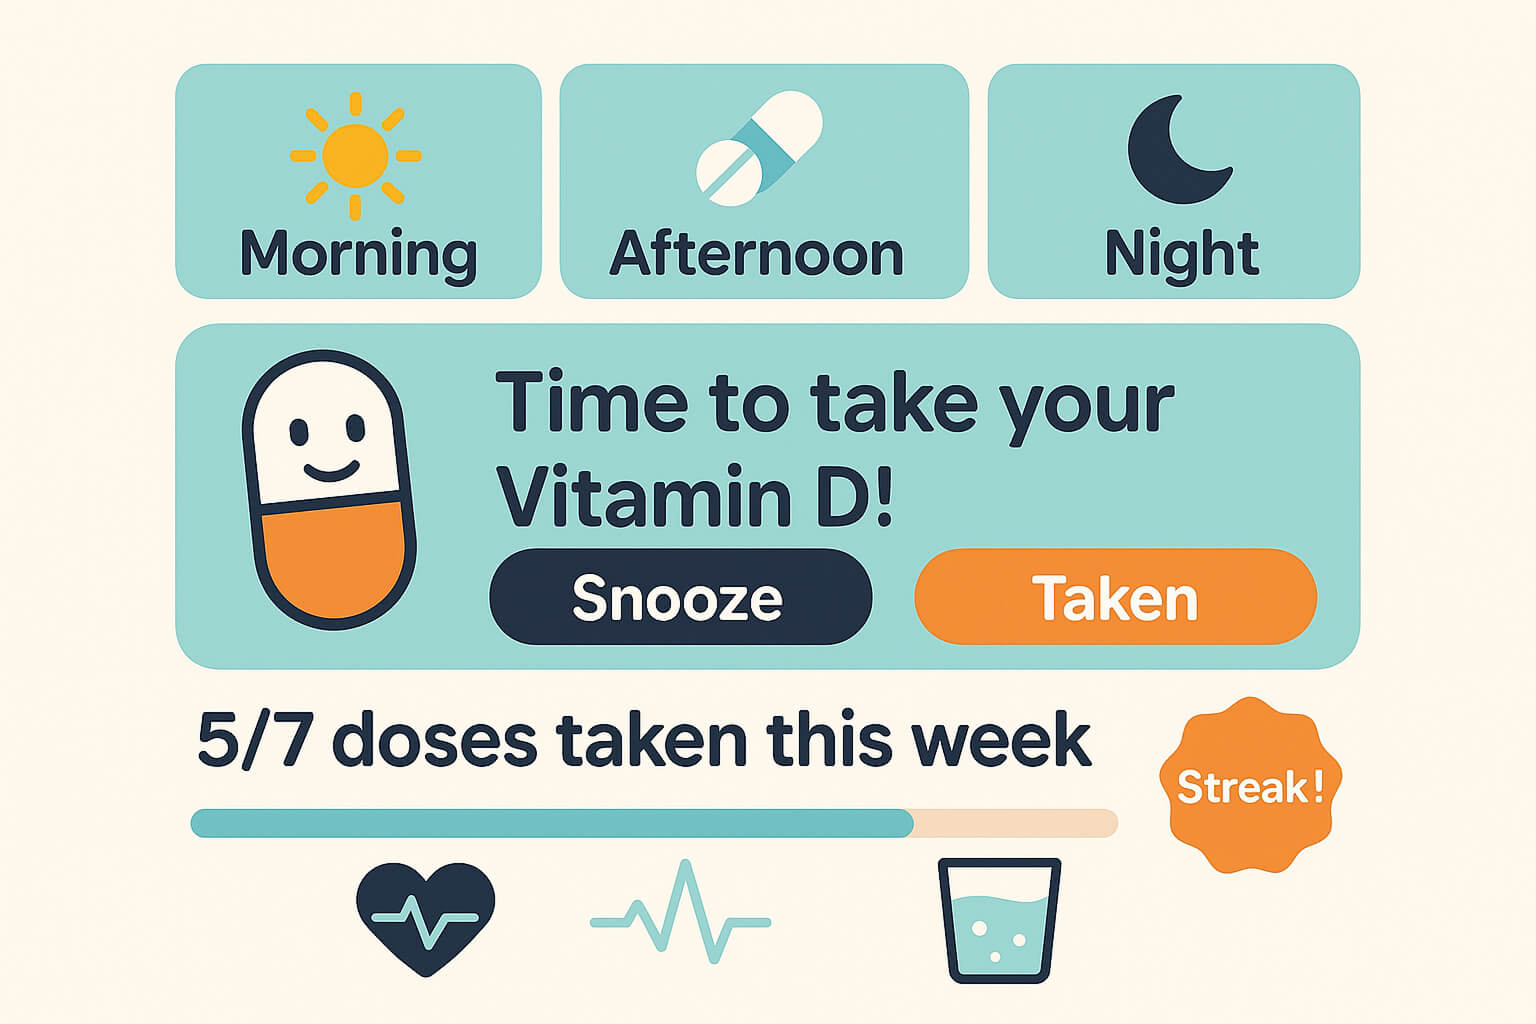 Morning
Afternoon
Night
Time to take your
Vitamin D!
Snooze
Taken
5/7 doses taken this week
Streak!